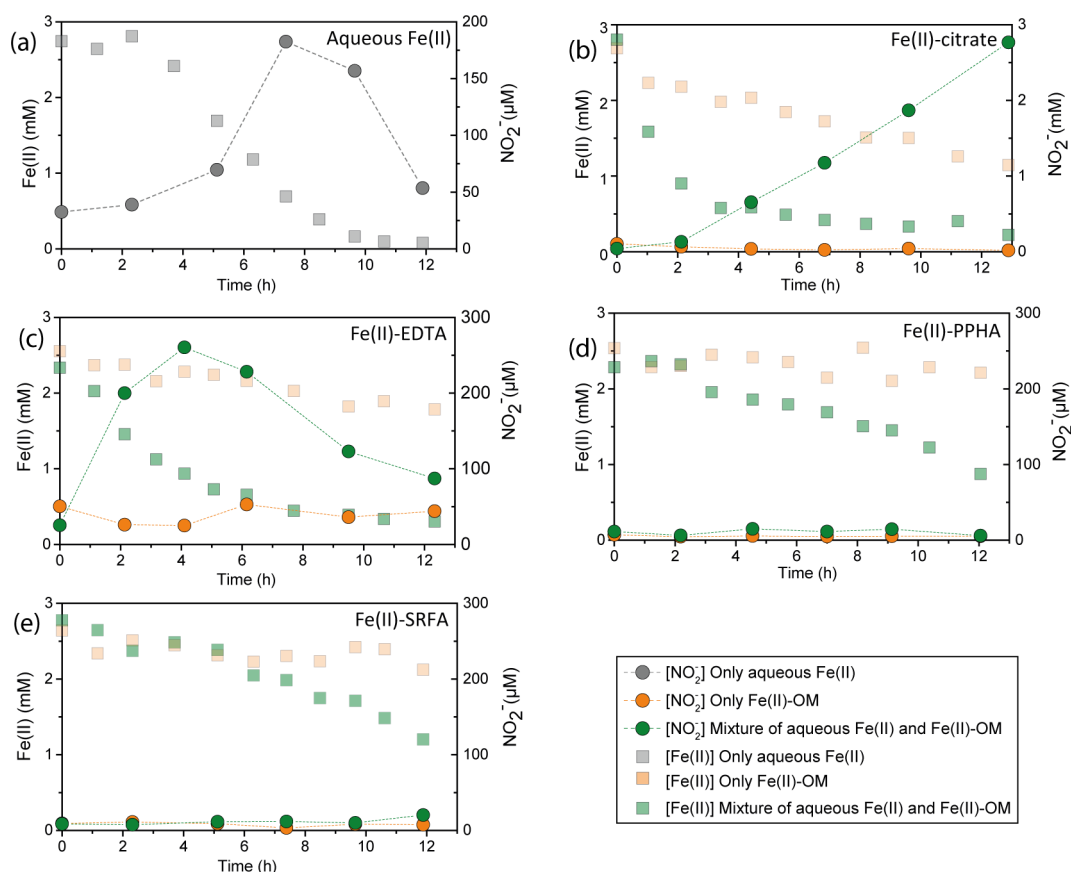 (a)
Aqueous Fe(II)
Fe(II) (mM)
3
2
1
0
NO2- (µM)
200
150
100
50
0
0 2 4 6 8 10 12
Time (h)
(b)
Fe(II)-citrate
Fe(II) (mM)
3
2
1
0
NO2- (mM)
3
2
1
0
0 2 4 6 8 10 12
Time (h)
(c)
Fe(II)-EDTA
Fe(II) (mM)
3
2
1
0
NO2- (µM)
300
200
100
0
0 2 4 6 8 10 12
Time (h)
(d)
Fe(II)-PPHA
Fe(II) (mM)
3
2
1
0
NO2- (µM)
300
200
100
0
0 2 4 6 8 10 12
Time (h)
(e)
Fe(II)-SRFA
Fe(II) (mM)
3
2
1
0
NO2- (µM)
300
200
100
0
0 2 4 6 8 10 12
Time (h)
[NO2-] Only aqueous Fe(II)
[NO2-] Only Fe(II)-OM
[NO2-] Mixture of aqueous Fe(II) and Fe(II)-OM
[Fe(II)] Only aqueous Fe(II)
[Fe(II)] Only Fe(II)-OM
[Fe(II)] Mixture of aqueous Fe(II) and Fe(II)-OM